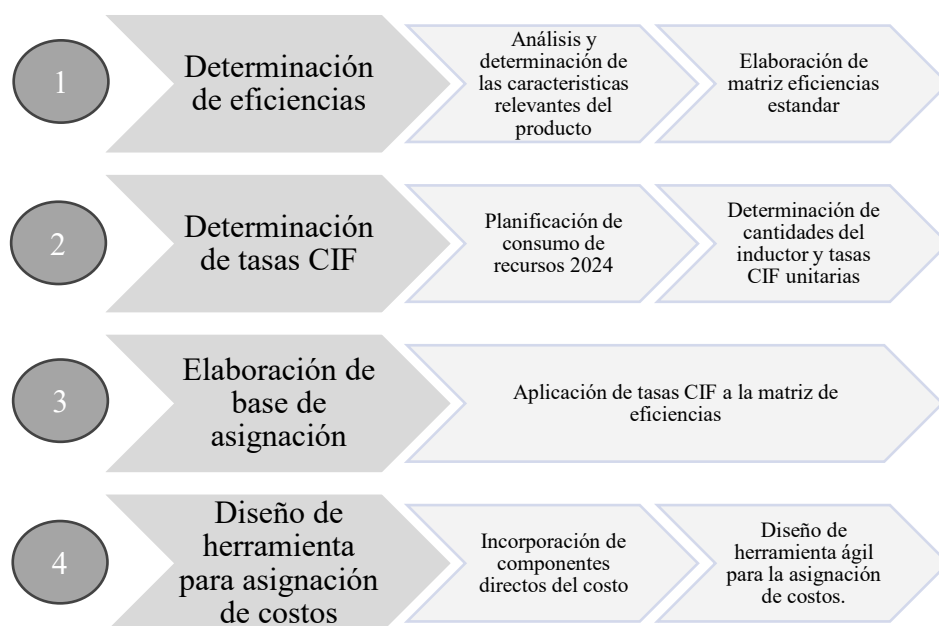 1
Determinación
de eficiencias
Análisis y
determinación de
las caracteristicas
relevantes del
producto
Elaboración de
matriz eficiencias
estandar
2
Determinación
de tasas CIF
Planificación de
consumo de
recursos 2024
Determinación de
cantidades del
inductor y tasas
CIF unitarias
3
Elaboración de
base de
asignación
Aplicación de tasas CIF a la matriz de
eficiencias
4
Diseño de
herramienta
para asignación
de costos
Incorporación de
componentes
directos del costo
Diseño de
herramienta ágil
para la asignación
de costos.